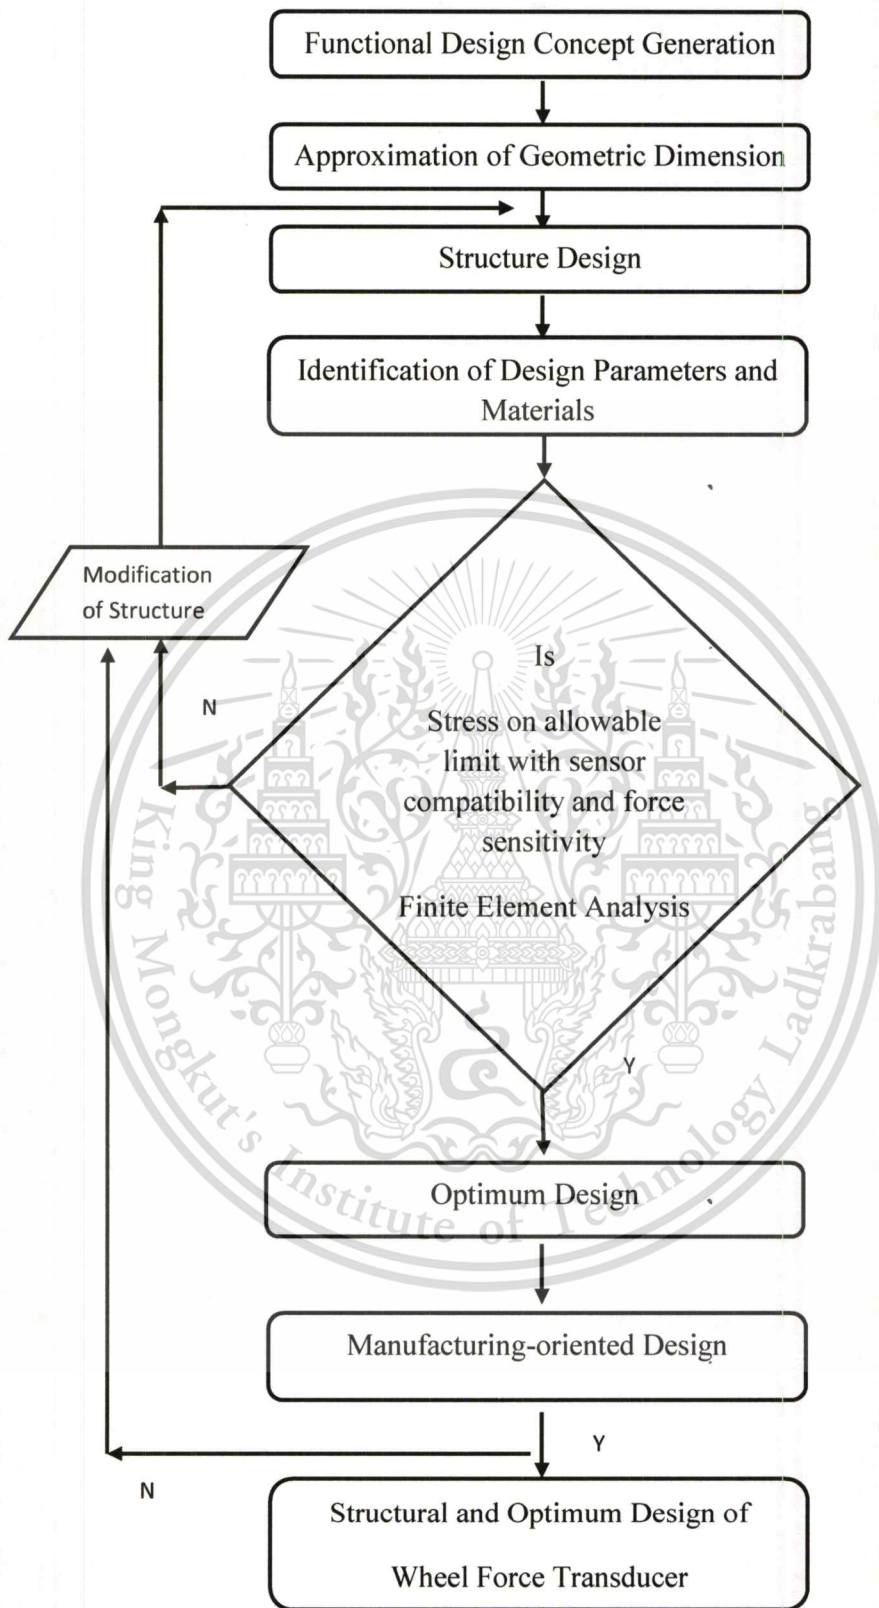 Functional Design Concept Generation
Approximation of Geometric Dimension
Structure Design
Identification of Design Parameters and
Materials
Modification
of Structure
N
Is
Stress on allowable
limit with sensor
compatibility and force
sensitivity
Finite Element Analysis
Y
King Mongkut's Institute of Technology Ladkrabang
Optimum Design
Manufacturing-oriented Design
Y
N
Structural and Optimum Design of
Wheel Force Transducer